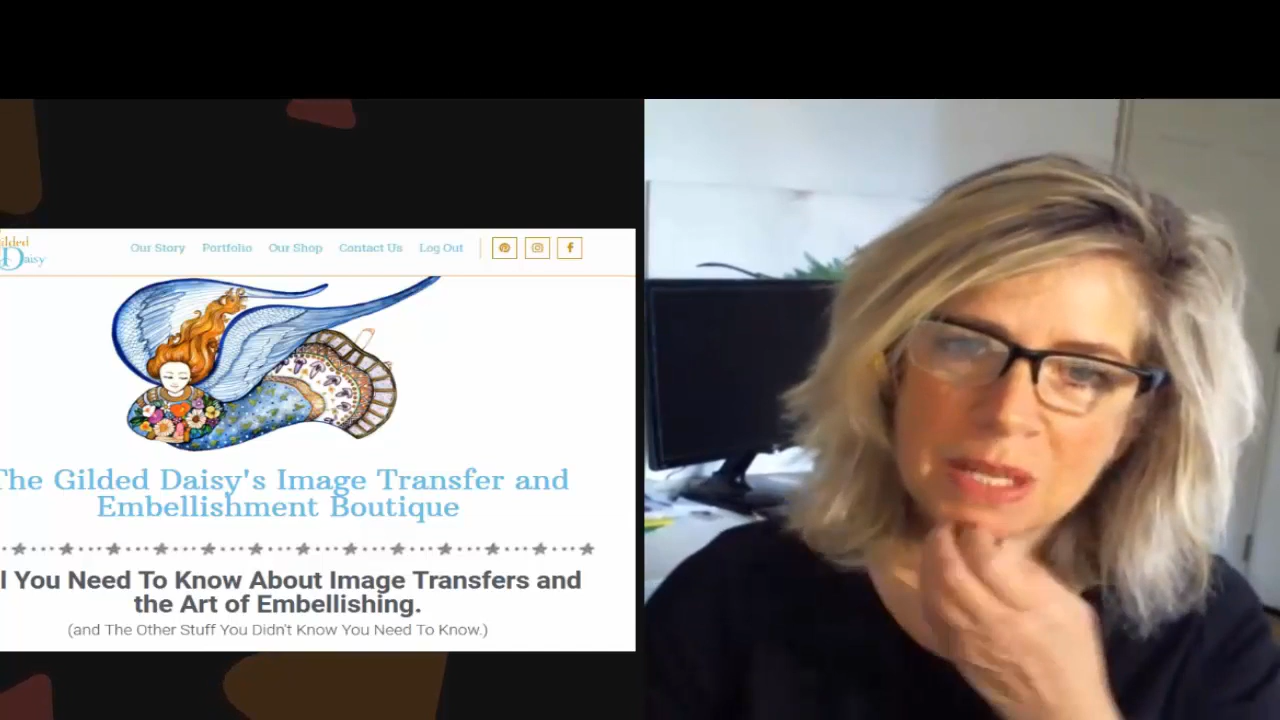 Our Story Portfolio Our Shop Contact Us Log Out
The Gilded Daisy's Image Transfer and
Embellishment Boutique
You Need To Know About Image Transfers and
the Art of Embellishing.
(and The Other Stuff You Didn't Know You Need To Know.)